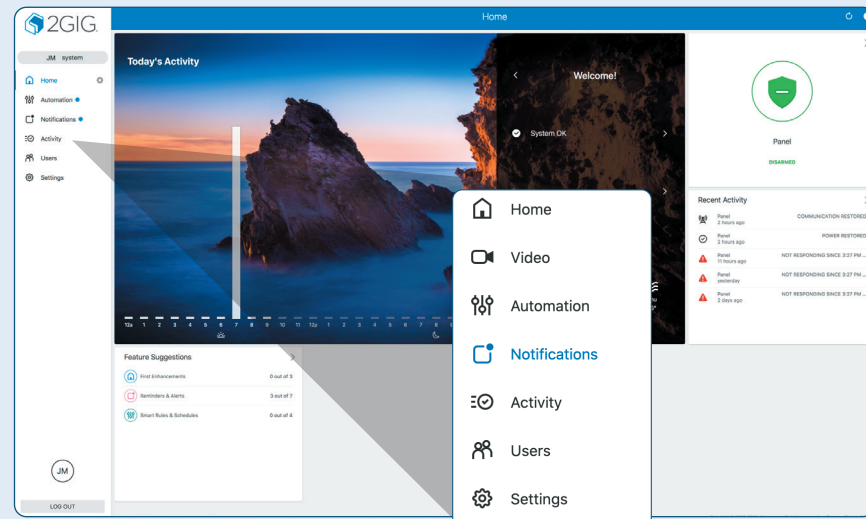 2GIG.
Home
JM system
Home
Automation
Notifications
Activity
Users
Settings
JM
LOG OUT
Today's Activity
12a 1 2 3 4 5 6 7 8 9 10 11 12p 1 2 3 4 5 6 7 8
Welcome!
System OK
Panel
DISARMED
Recent Activity
Panel COMMUNICATION RESTORED
2 hours ago
Panel POWER RESTORED
2 hours ago
Panel NOT RESPONDING SINCE 3:27 PM ...
11 hours ago
Panel NOT RESPONDING SINCE 3:27 PM ...
yesterday
Panel NOT RESPONDING SINCE 3:27 PM ...
2 days ago
Feature Suggestions
First Enhancements 0 out of 3
Reminders & Alerts 3 out of 7
Smart Rules & Schedules 0 out of 4
Home
Video
Automation
Notifications
Activity
Users
Settings